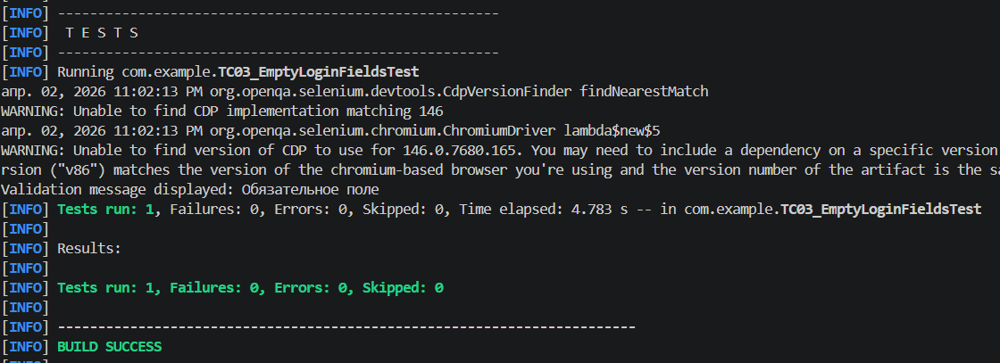 [INFO] -------------------------------------------------------
[INFO]  T E S T S
[INFO] -------------------------------------------------------
[INFO] Running com.example.TC03_EmptyLoginFieldsTest
апр. 02, 2026 11:02:13 PM org.openqa.selenium.devtools.CdpVersionFinder findNearestMatch
WARNING: Unable to find CDP implementation matching 146
апр. 02, 2026 11:02:13 PM org.openqa.selenium.chromium.ChromiumDriver lambda$new$5
WARNING: Unable to find version of CDP to use for 146.0.7680.165. You may need to include a dependency on a specific version
rsion ("v86") matches the version of the chromium-based browser you're using and the version number of the artifact is the sa
Validation message displayed: Обязательное поле
[INFO] Tests run: 1, Failures: 0, Errors: 0, Skipped: 0, Time elapsed: 4.783 s -- in com.example.TC03_EmptyLoginFieldsTest
[INFO]
[INFO] Results:
[INFO]
[INFO] Tests run: 1, Failures: 0, Errors: 0, Skipped: 0
[INFO]
[INFO] ------------------------------------------------------------------------
[INFO] BUILD SUCCESS